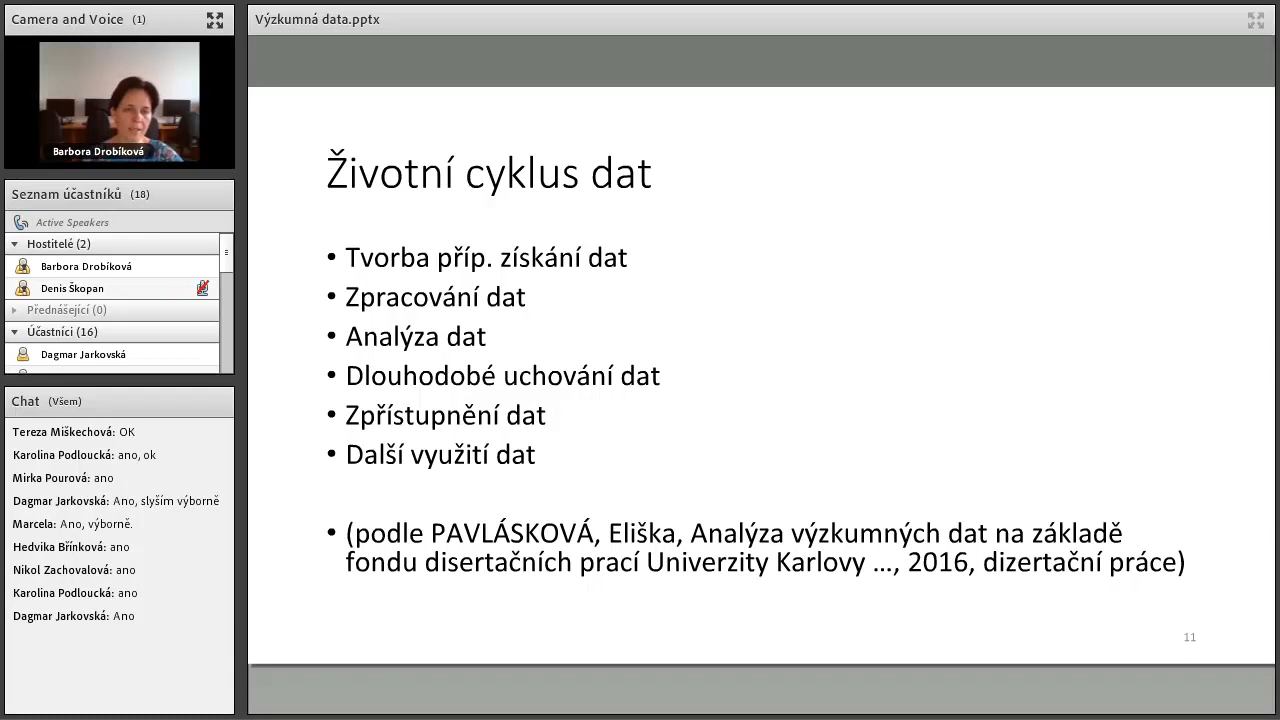 Camera and Voice (1)
Barbora Drobíková
Seznam účastníků (18)
Active Speakers
Hostitelé (2)
Barbora Drobíková
Denis Škopan
Přednášející (0)
Účastníci (16)
Dagmar Jarkovská
Chat (Všem)
Tereza Miškechová: OK
Karolina Podloucká: ano, ok
Mirka Pourová: ano
Dagmar Jarkovská: Ano, slyším výborně
Marcela: Ano, výborně.
Hedvika Břínková: ano
Nikol Zachovalová: ano
Karolina Podloucká: ano
Dagmar Jarkovská: Ano
Výzkumná data.pptx
Životní cyklus dat
• Tvorba příp. získání dat
• Zpracování dat
• Analýza dat
• Dlouhodobé uchování dat
• Zpřístupnění dat
• Další využití dat
• (podle PAVLÁSKOVÁ, Eliška, Analýza výzkumných dat na základě
fondu disertačních prací Univerzity Karlovy …, 2016, dizertační práce)
11